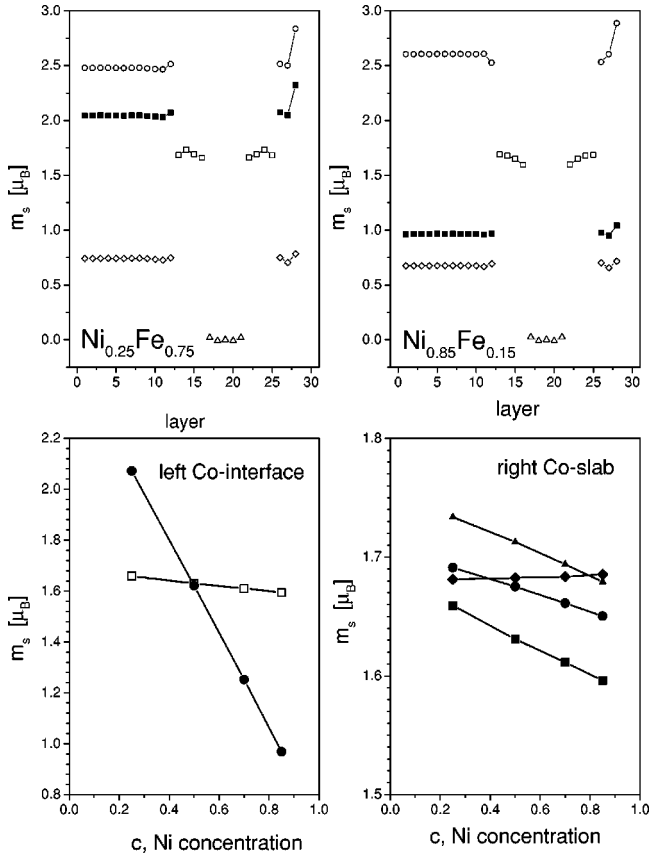 3.0
2.5
2.0
1.5
1.0
0.5
0.0
m_s [μ_B]
Ni_0.25Fe_0.75
0 5 10 15 20 25 30
layer
3.0
2.5
2.0
1.5
1.0
0.5
0.0
m_s [μ_B]
Ni_0.85Fe_0.15
0 5 10 15 20 25 30
layer
2.2
2.0
1.8
1.6
1.4
1.2
1.0
0.8
m_s [μ_B]
left Co-interface
0.0 0.2 0.4 0.6 0.8 1.0
c, Ni concentration
1.8
1.7
1.6
1.5
m_s [μ_B]
right Co-slab
0.0 0.2 0.4 0.6 0.8 1.0
c, Ni concentration